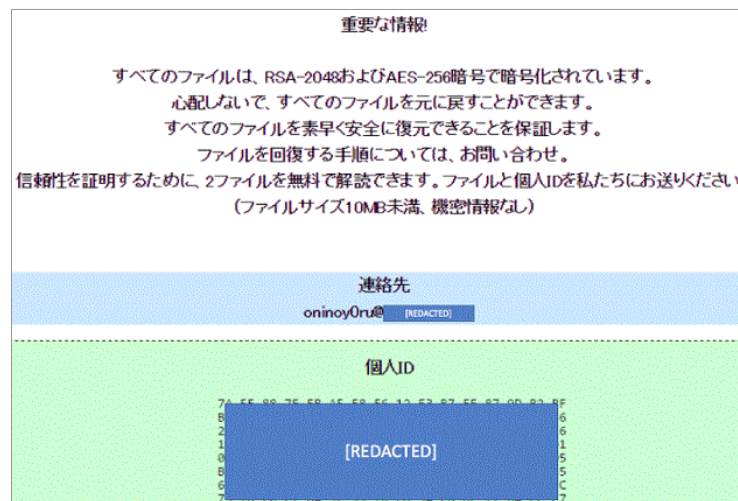 重要な情報!
すべてのファイルは、RSA-2048およびAES-256暗号で暗号化されています。
心配しないで、すべてのファイルを元に戻すことができます。
すべてのファイルを素早く安全に復元できることを保証します。
ファイルを回復する手順については、お問い合わせ。
信頼性を証明するために、2ファイルを無料で解読できます。ファイルと個人IDを私たちにお送りください
(ファイルサイズ10MB未満、機密情報なし)
連絡先
oninoy0ru@ [REDACTED]
個人ID
[REDACTED]